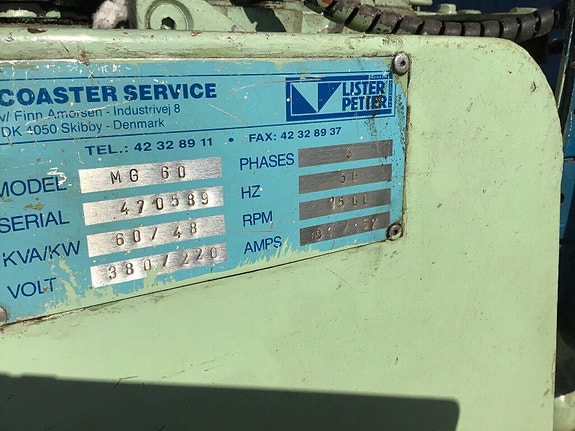 COASTER SERVICE
v/ Finn Amorsen - Industrivej 8
DK 4050 Skibby - Denmark
LISTER
PETTER
TEL.: 42 32 89 11 • FAX: 42 32 89 37
MODEL MG 60
SERIAL 470589
KVA/KW 60/48
VOLT 380/220
PHASES 3
HZ 50
RPM 1500
AMPS